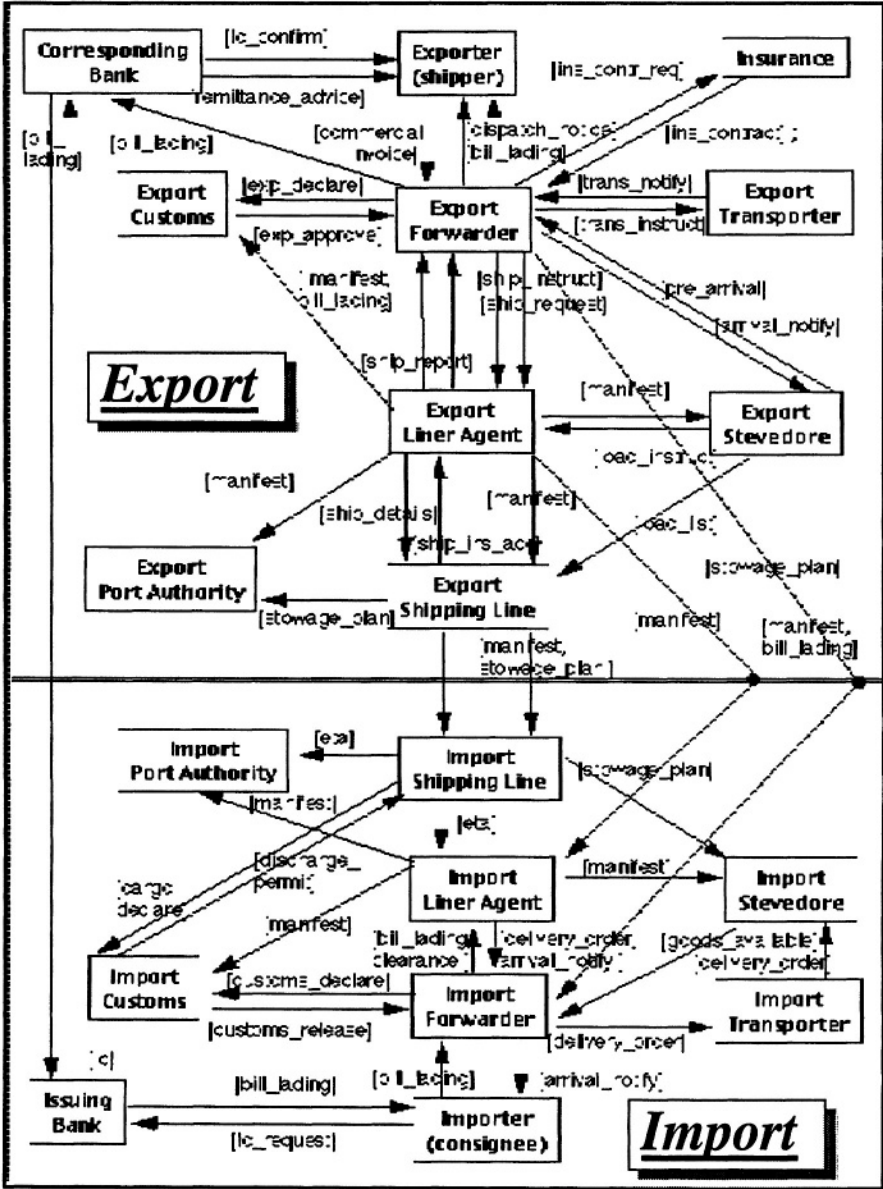 Corresponding
Bank
[lc_confirm]
Exporter
(shipper)
remittance_advice]
[ins_contr_req]
Insurance
[ins_contract]
[bill_
lading]
[bill_lading]
[commercial
invoice]
[dispatch_notice]
[bill_lading]
Export
Customs
[exp_declare]
[exp_approve]
Export
Forwarder
[trans_notify]
[trans_instruct]
Export
Transporter
[manifest,
bill_lading]
[ship_instruct]
[ship_request]
[pre_arrival]
[arrival_notify]
Export
[ship_report]
Export
Liner Agent
[manifest]
Export
Stevedore
[manifest]
[ship_details]
[manifest]
[load_list]
Export
Port Authority
Export
Shipping Line
[stowage_plan]
[stowage_plan]
[manifest,
stowage_plan]
[manifest]
[manifest,
bill_lading]
Import
Port Authority
[eta]
Import
Shipping Line
[stowage_plan]
[manifest]
[eta]
[cargo_
declare
[discharge_
permit]
Import
Liner Agent
[manifest]
Import
Stevedore
[manifest]
[bill_lading
clearance]
[delivery_order,
arrival_notify]
[goods_available]
[delivery_order]
Import
Customs
[customs_declare]
[customs_release]
Import
Forwarder
[delivery_order]
Import
Transporter
[lc]
Issuing
Bank
[bill_lading]
[lc_request]
[bill_lading]
[arrival_notify]
Importer
(consignee)
Import